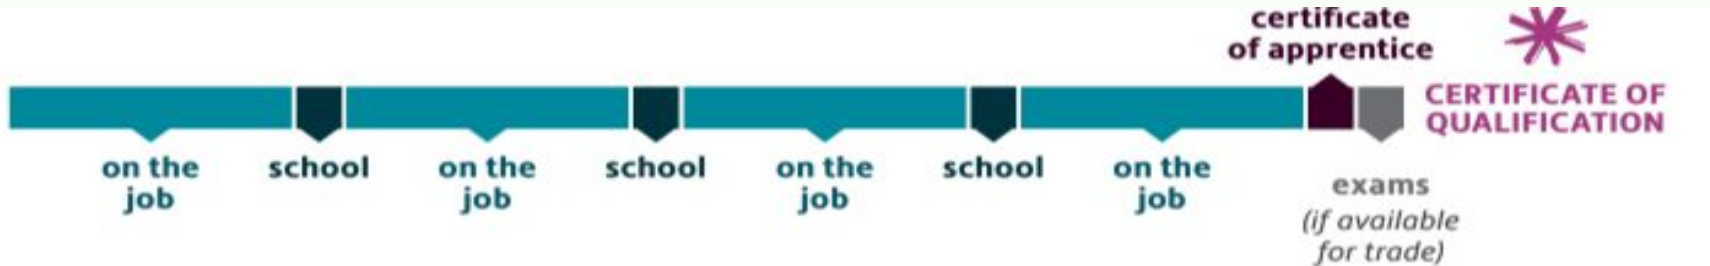 certificate
of apprentice
CERTIFICATE OF
QUALIFICATION
on the
job
school
on the
job
school
on the
job
school
on the
job
exams
(if available
for trade)